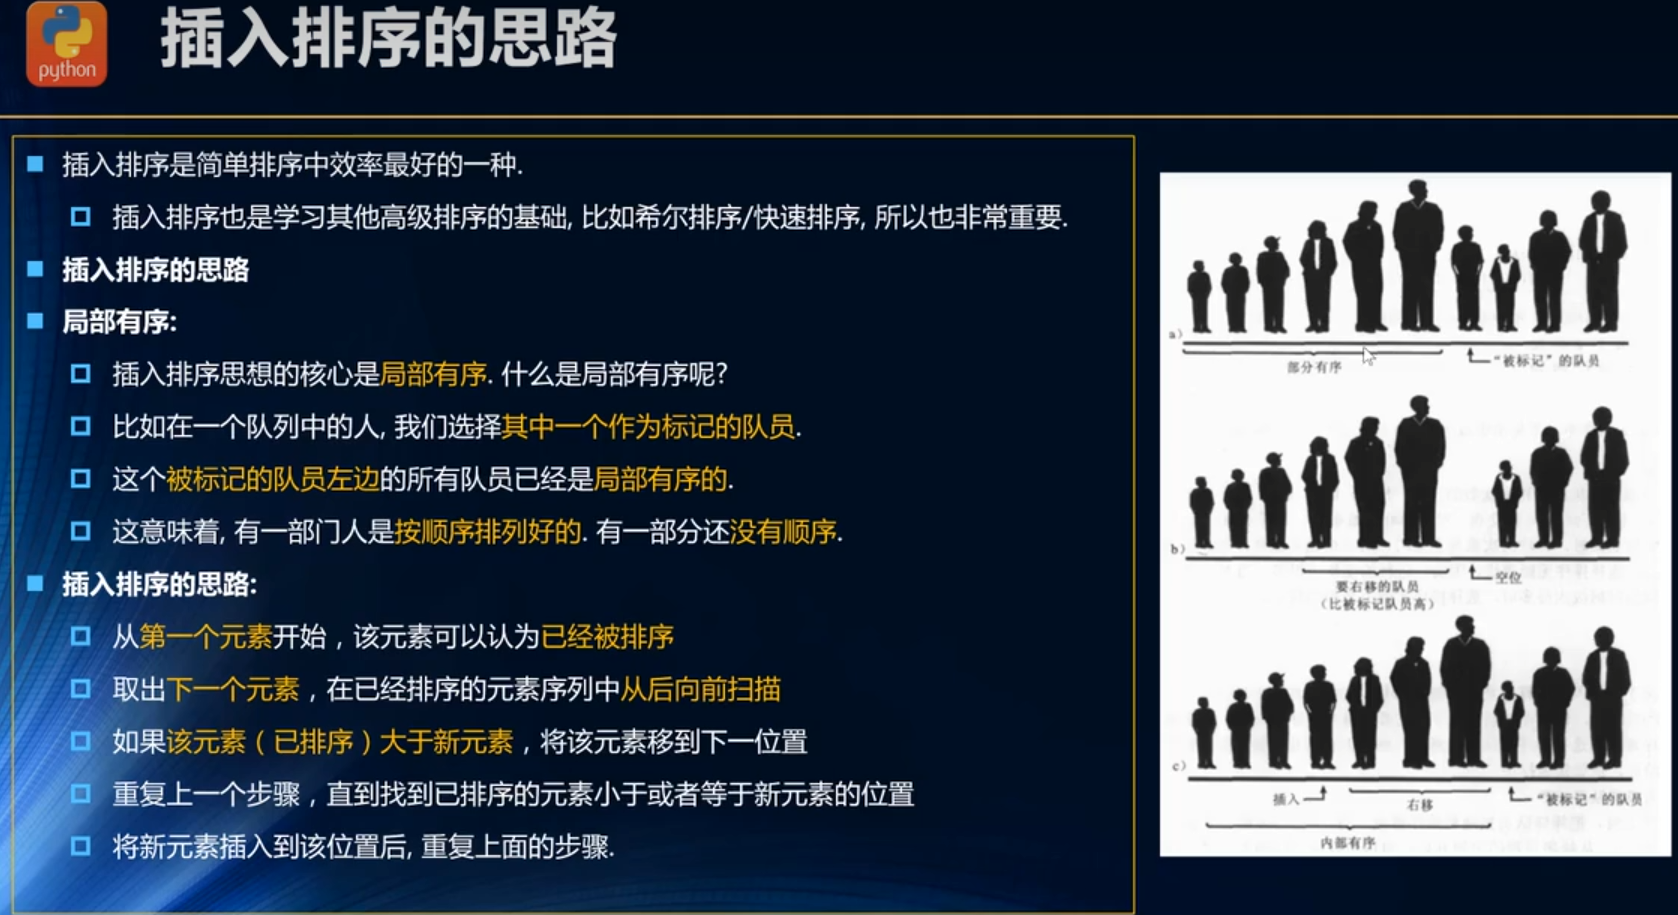 python
插入排序的思路
插入排序是简单排序中效率最好的一种.
插入排序也是学习其他高级排序的基础, 比如希尔排序/快速排序, 所以也非常重要.
插入排序的思路
局部有序:
插入排序思想的核心是局部有序. 什么是局部有序呢?
比如在一个队列中的人, 我们选择其中一个作为标记的队员.
这个被标记的队员左边的所有队员已经是局部有序的.
这意味着, 有一部门人是按顺序排列好的. 有一部分还没有顺序.
插入排序的思路:
从第一个元素开始，该元素可以认为已经被排序
取出下一个元素，在已经排序的元素序列中从后向前扫描
如果该元素（已排序）大于新元素，将该元素移到下一位置
重复上一个步骤，直到找到已排序的元素小于或者等于新元素的位置
将新元素插入到该位置后, 重复上面的步骤.
a)
部分有序
“被标记”的队员
b)
要右移的队员
（比被标记队员高）
空位
c)
插入
右移
“被标记”的队员
内部有序